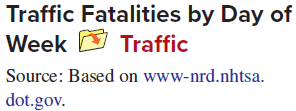 Traffic Fatalities by Day of
Week Traffic
Source: Based on www-nrd.nhtsa.
dot.gov.